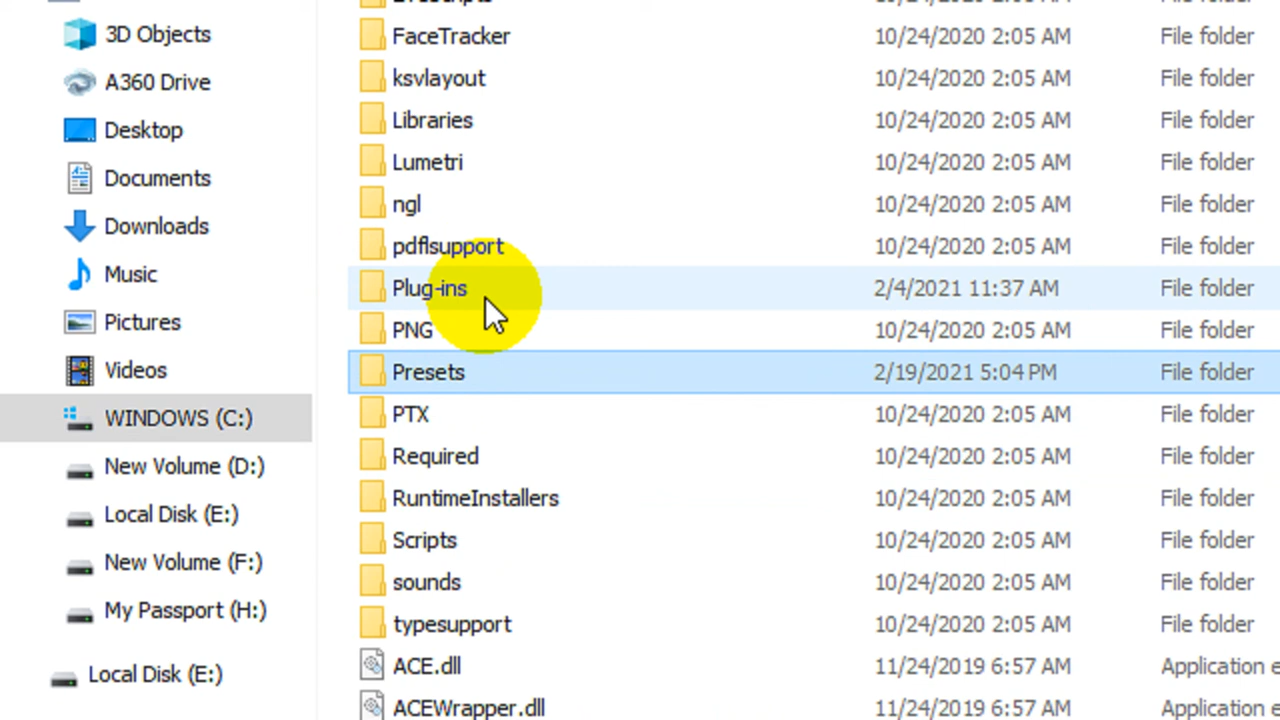 3D Objects
A360 Drive
Desktop
Documents
Downloads
Music
Pictures
Videos
WINDOWS (C:)
New Volume (D:)
Local Disk (E:)
New Volume (F:)
My Passport (H:)
Local Disk (E:)
FaceTracker 10/24/2020 2:05 AM File folder
ksvlayout 10/24/2020 2:05 AM File folder
Libraries 10/24/2020 2:05 AM File folder
Lumetri 10/24/2020 2:05 AM File folder
ngl 10/24/2020 2:05 AM File folder
pdflsupport 10/24/2020 2:05 AM File folder
Plug-ins 2/4/2021 11:37 AM File folder
PNG 10/24/2020 2:05 AM File folder
Presets 2/19/2021 5:04 PM File folder
PTX 10/24/2020 2:05 AM File folder
Required 10/24/2020 2:05 AM File folder
RuntimeInstallers 10/24/2020 2:05 AM File folder
Scripts 10/24/2020 2:05 AM File folder
sounds 10/24/2020 2:05 AM File folder
typesupport 10/24/2020 2:05 AM File folder
ACE.dll 11/24/2019 6:57 AM Application e
ACEWrapper.dll 11/24/2019 6:57 AM Application e